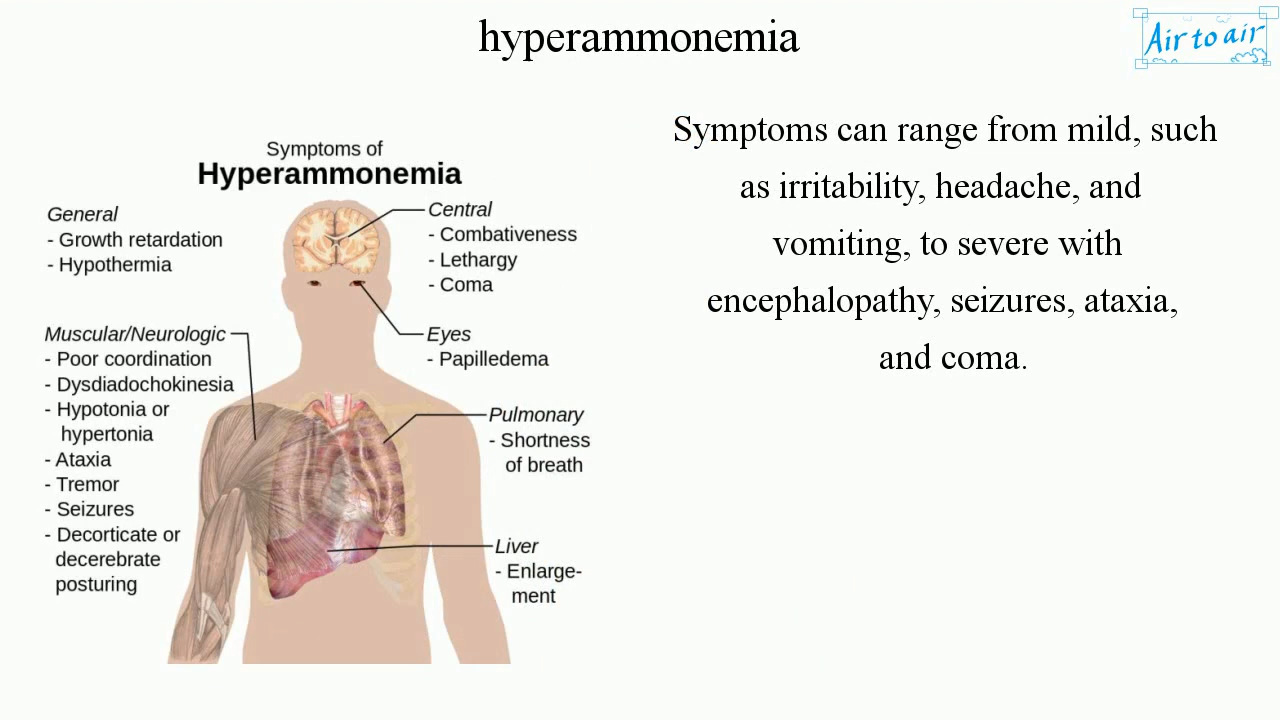 hyperammonemia
Air to air
Symptoms of
Hyperammonemia
General
- Growth retardation
- Hypothermia
Central
- Combativeness
- Lethargy
- Coma
Muscular/Neurologic
- Poor coordination
- Dysdiadochokinesia
- Hypotonia or
hypertonia
- Ataxia
- Tremor
- Seizures
- Decorticate or
decerebrate
posturing
Eyes
- Papilledema
Pulmonary
- Shortness
of breath
Liver
- Enlarge-
ment
Symptoms can range from mild, such
as irritability, headache, and
vomiting, to severe with
encephalopathy, seizures, ataxia,
and coma.